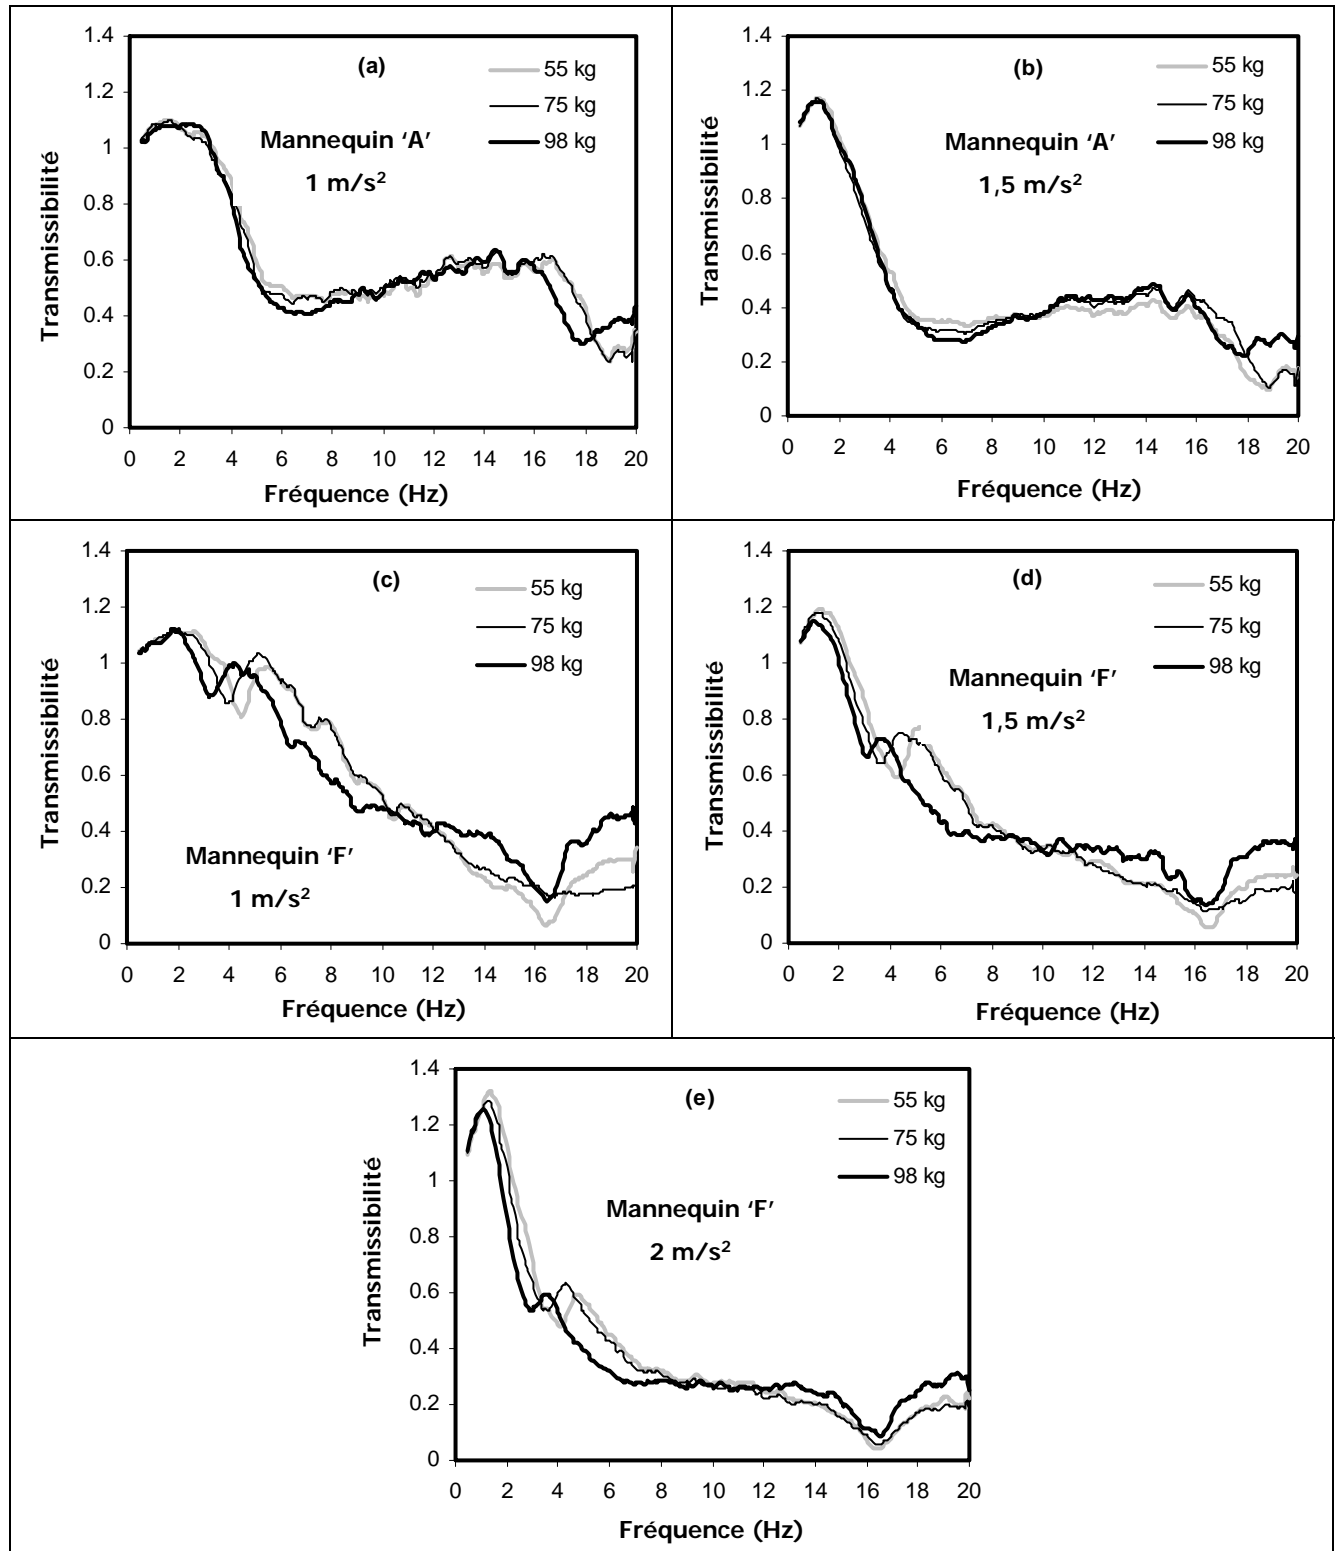 (a)
55 kg
75 kg
98 kg
Mannequin ‘A’
1 m/s²
Transmissibilité
1.4
1.2
1
0.8
0.6
0.4
0.2
0
0 2 4 6 8 10 12 14 16 18 20
Fréquence (Hz)
(b)
55 kg
75 kg
98 kg
Mannequin ‘A’
1,5 m/s²
Transmissibilité
1.4
1.2
1
0.8
0.6
0.4
0.2
0
0 2 4 6 8 10 12 14 16 18 20
Fréquence (Hz)
(c)
55 kg
75 kg
98 kg
Mannequin ‘F’
1 m/s²
Transmissibilité
1.4
1.2
1
0.8
0.6
0.4
0.2
0
0 2 4 6 8 10 12 14 16 18 20
Fréquence (Hz)
(d)
55 kg
75 kg
98 kg
Mannequin ‘F’
1,5 m/s²
Transmissibilité
1.4
1.2
1
0.8
0.6
0.4
0.2
0
0 2 4 6 8 10 12 14 16 18 20
Fréquence (Hz)
(e)
55 kg
75 kg
98 kg
Mannequin ‘F’
2 m/s²
Transmissibilité
1.4
1.2
1
0.8
0.6
0.4
0.2
0
0 2 4 6 8 10 12 14 16 18 20
Fréquence (Hz)